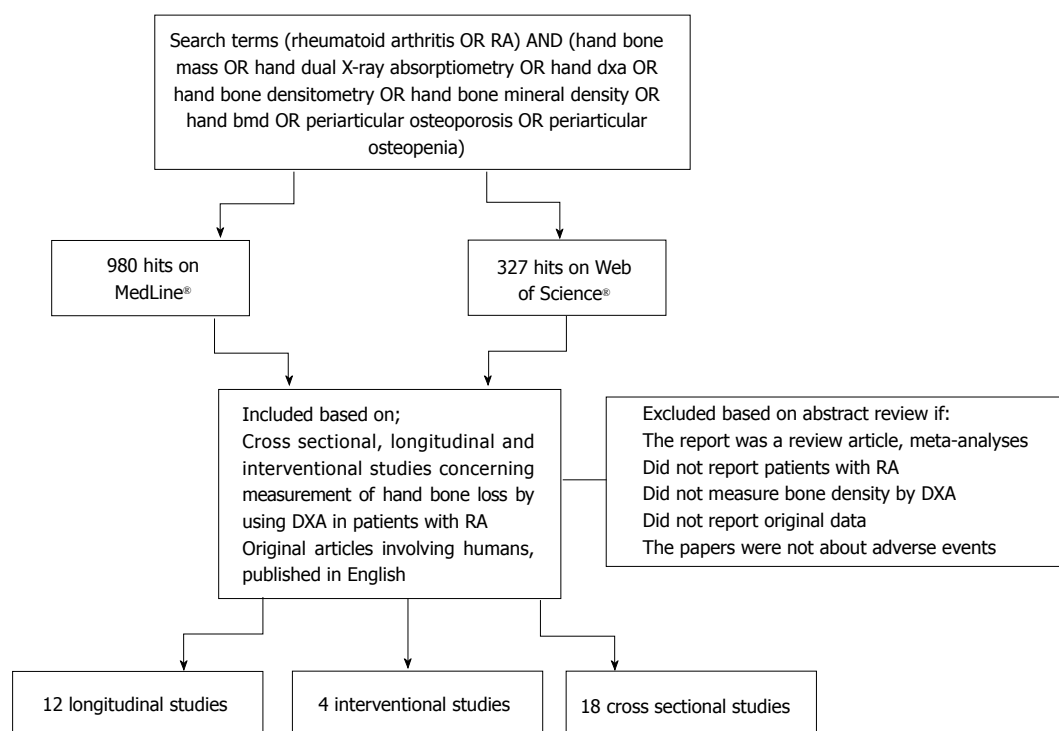 Search terms (rheumatoid arthritis OR RA) AND (hand bone
mass OR hand dual X-ray absorptiometry OR hand dxa OR
hand bone densitometry OR hand bone mineral density OR
hand bmd OR periarticular osteoporosis OR periarticular
osteopenia)
980 hits on
MedLine®
327 hits on Web
of Science®
Included based on;
Cross sectional, longitudinal and
interventional studies concerning
measurement of hand bone loss by
using DXA in patients with RA
Original articles involving humans,
published in English
Excluded based on abstract review if:
The report was a review article, meta-analyses
Did not report patients with RA
Did not measure bone density by DXA
Did not report original data
The papers were not about adverse events
12 longitudinal studies
4 interventional studies
18 cross sectional studies